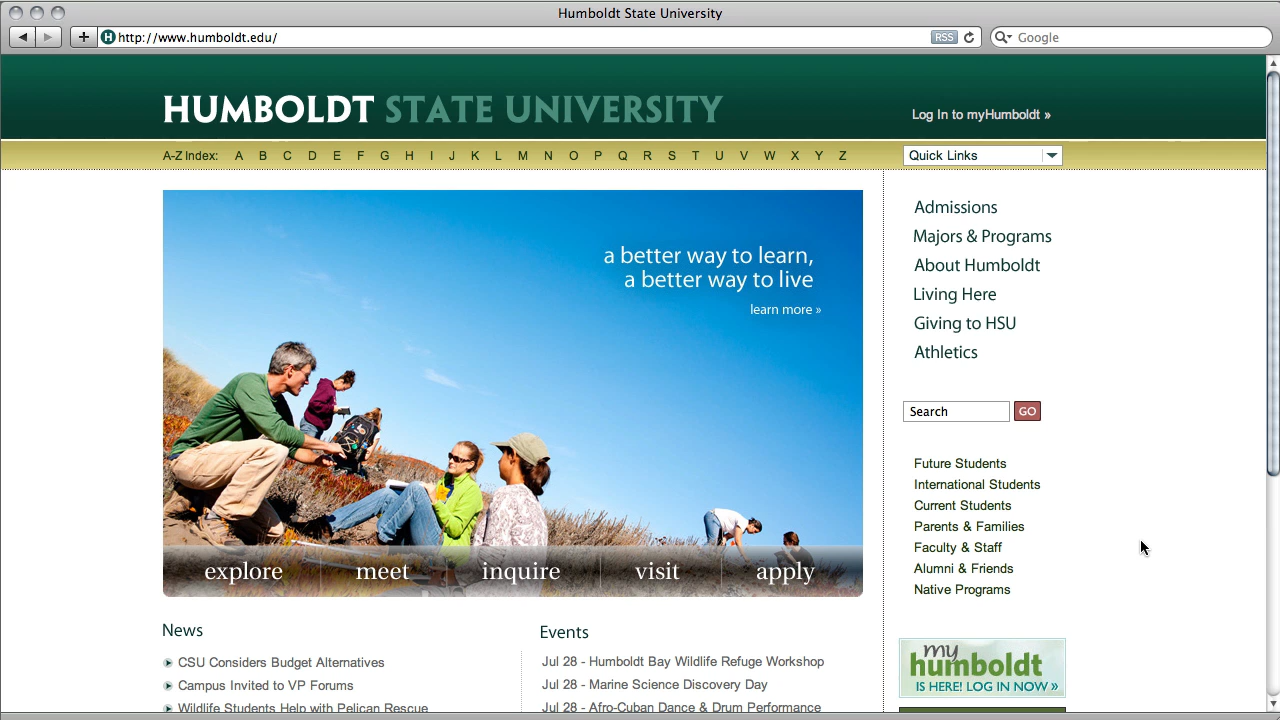 Humboldt State University
http://www.humboldt.edu/
RSS
Google
HUMBOLDT STATE UNIVERSITY
Log In to myHumboldt »
A-Z Index: A B C D E F G H I J K L M N O P Q R S T U V W X Y Z
Quick Links
a better way to learn,
a better way to live
learn more »
explore meet inquire visit apply
Admissions
Majors & Programs
About Humboldt
Living Here
Giving to HSU
Athletics
Search GO
Future Students
International Students
Current Students
Parents & Families
Faculty & Staff
Alumni & Friends
Native Programs
my
humboldt
IS HERE! LOG IN NOW »
News
CSU Considers Budget Alternatives
Campus Invited to VP Forums
Wildlife Students Help with Pelican Rescue
Events
Jul 28 - Humboldt Bay Wildlife Refuge Workshop
Jul 28 - Marine Science Discovery Day
Jul 28 - Afro-Cuban Dance & Drum Performance